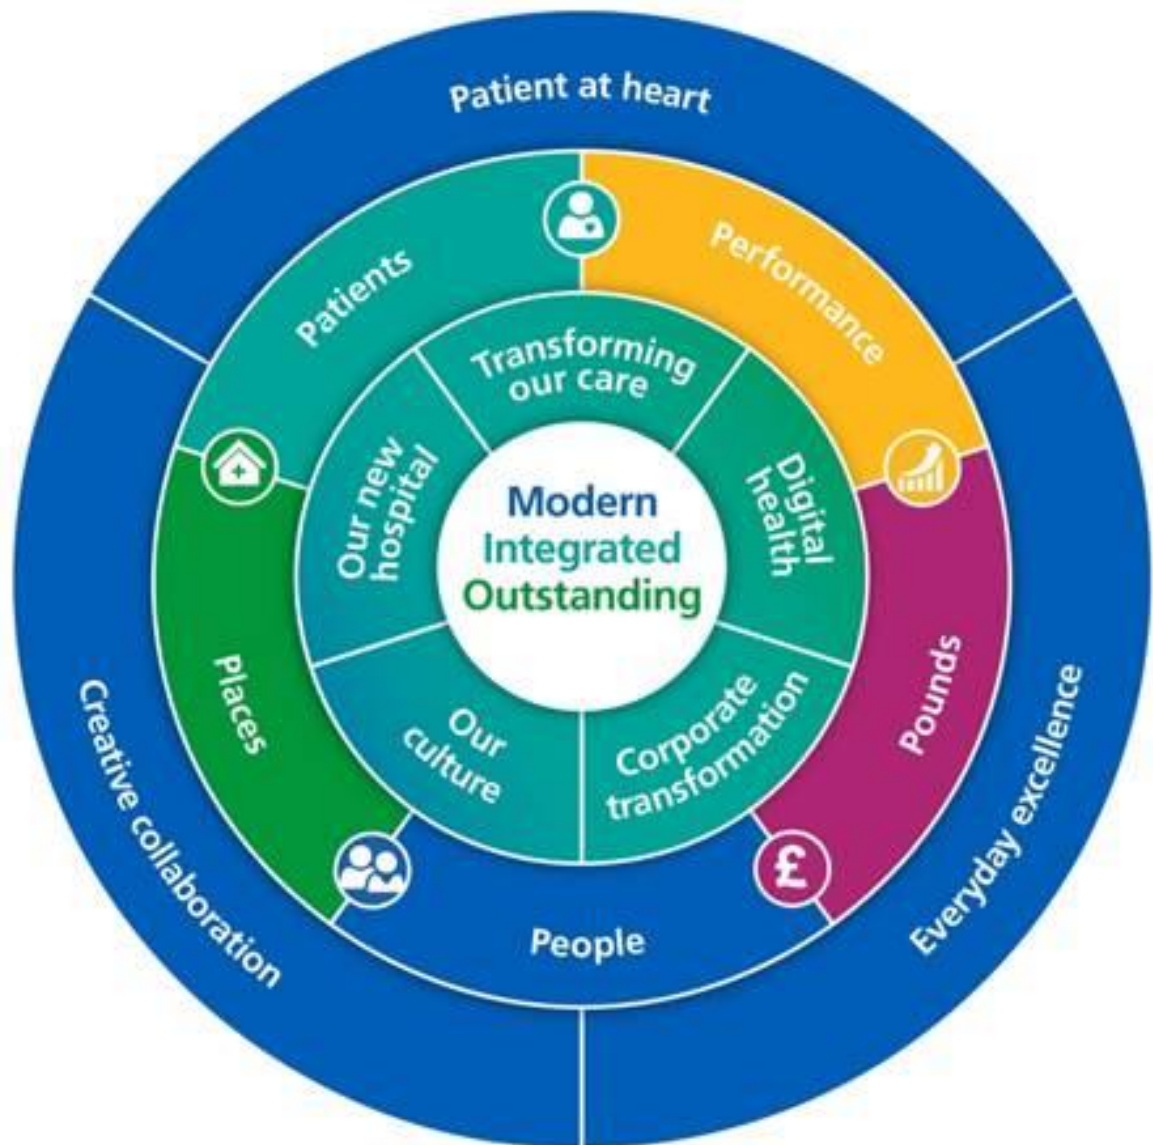 Patient at heart
Patients
Performance
Transforming
our care
Our new
hospital
Digital
health
Modern
Integrated
Outstanding
Places
Pounds
Our
culture
Corporate
transformation
Creative collaboration
Everyday excellence
£
People